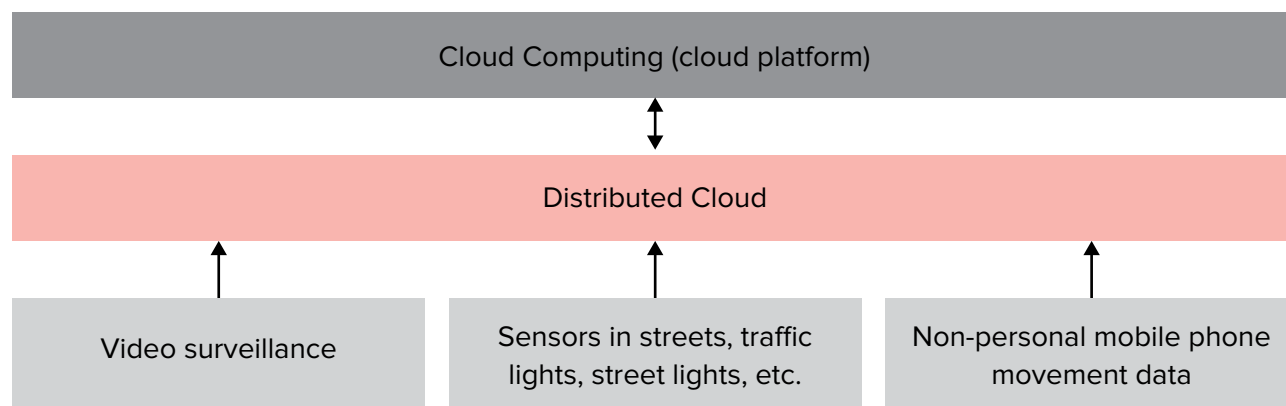 Cloud Computing (cloud platform)
Distributed Cloud
Video surveillance
Sensors in streets, traffic
lights, street lights, etc.
Non-personal mobile phone
movement data